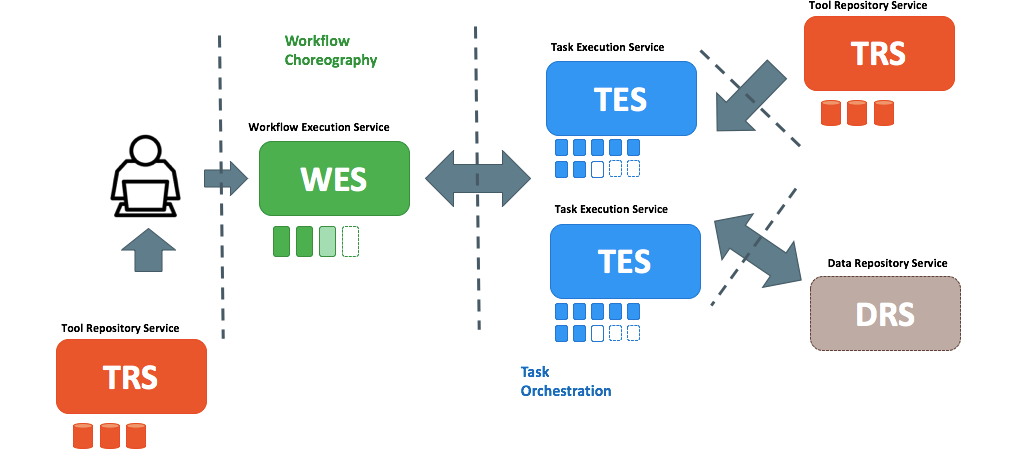 Tool Repository Service
TRS
Workflow
Choreography
Task Execution Service
TES
Workflow Execution Service
WES
Task Execution Service
TES
Data Repository Service
DRS
Tool Repository Service
TRS
Task
Orchestration